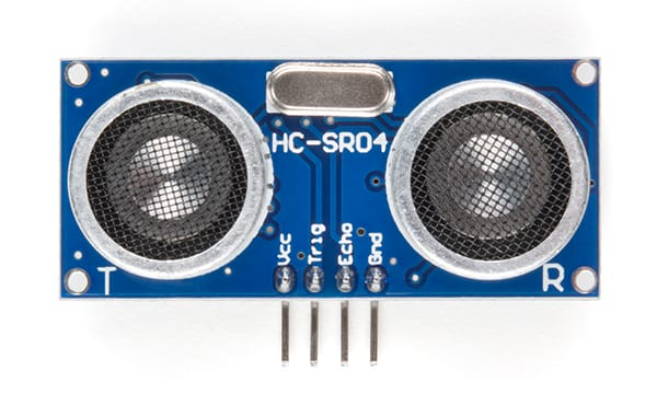 HC-SR04
Vcc
Trig
Echo
Gnd
T
R